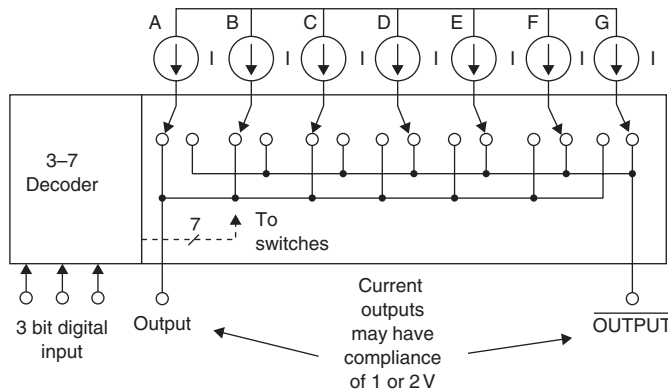 A B C D E F G
I I I I I I I
3–7
Decoder
7
To
switches
3 bit digital
input
Output
Current
outputs
may have
compliance
of 1 or 2 V
OUTPUT